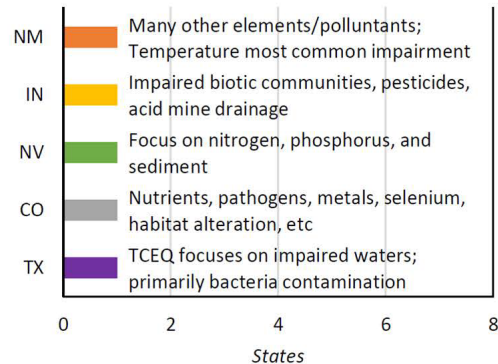 NM
Many other elements/polluntants;
Temperature most common impairment
IN
Impaired biotic communities, pesticides,
acid mine drainage
NV
Focus on nitrogen, phosphorus, and
sediment
CO
Nutrients, pathogens, metals, selenium,
habitat alteration, etc
TX
TCEQ focuses on impaired waters;
primarily bacteria contamination
0 2 4 6 8
States